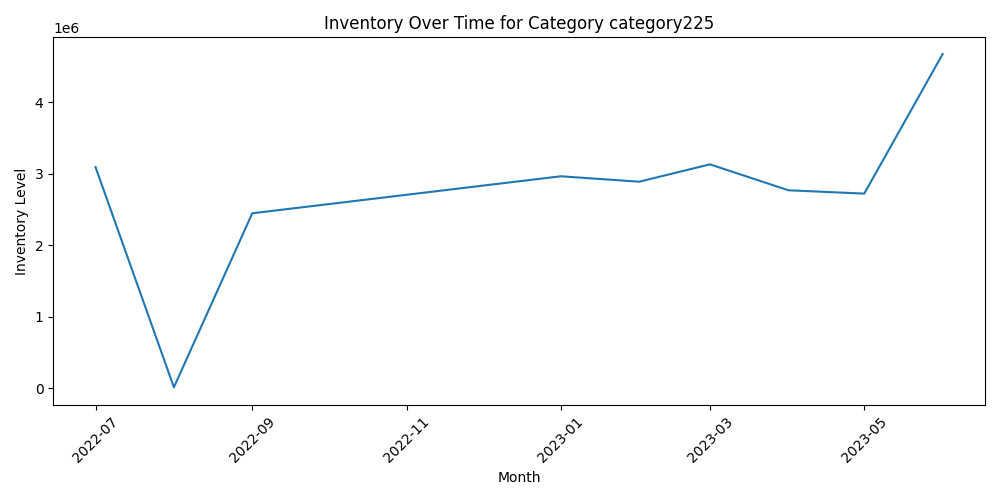 Inventory Over Time for Category category225
1e6
Inventory Level
4
3
2
1
0
2022-07
2022-09
2022-11
2023-01
2023-03
2023-05
Month